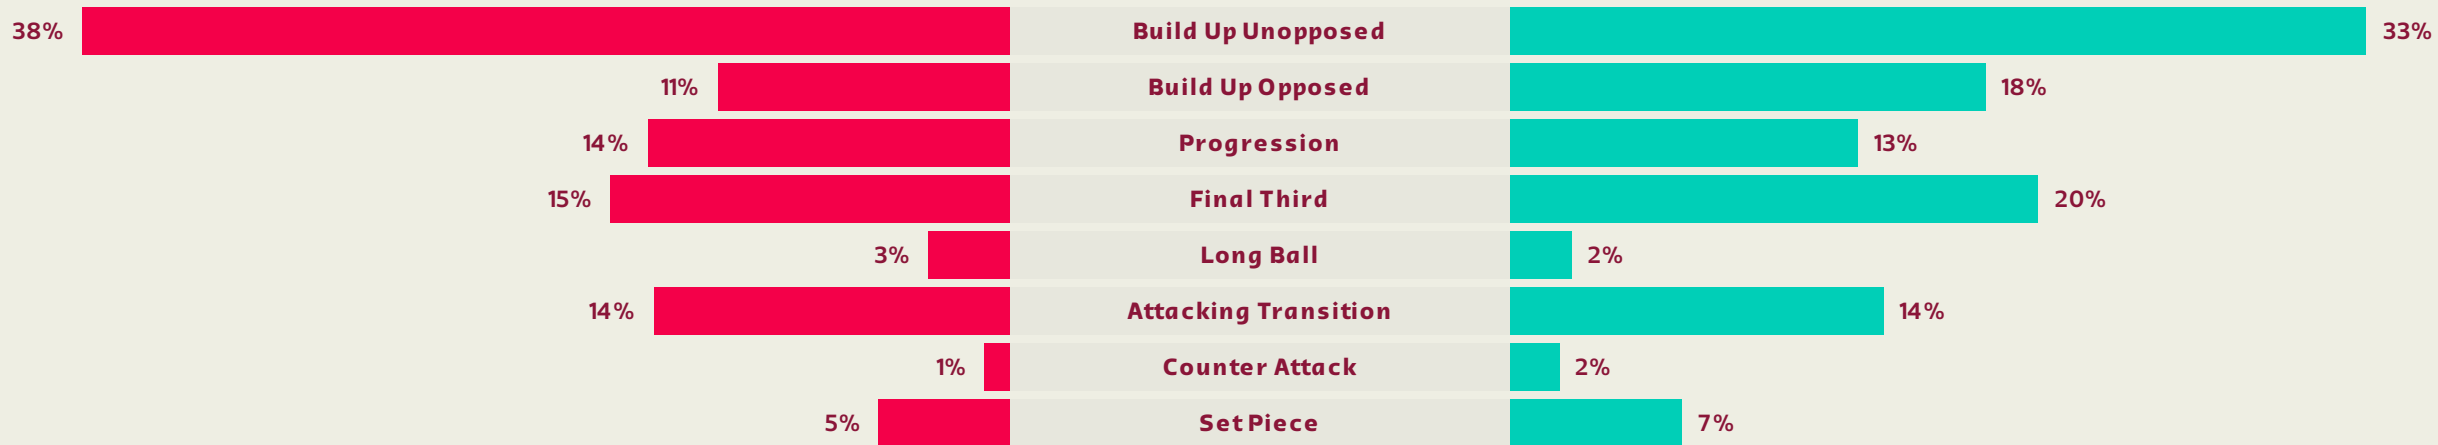 38% Build Up Unopposed 33%
11% Build Up Opposed 18%
14% Progression 13%
15% Final Third 20%
3% Long Ball 2%
14% Attacking Transition 14%
1% Counter Attack 2%
5% Set Piece 7%